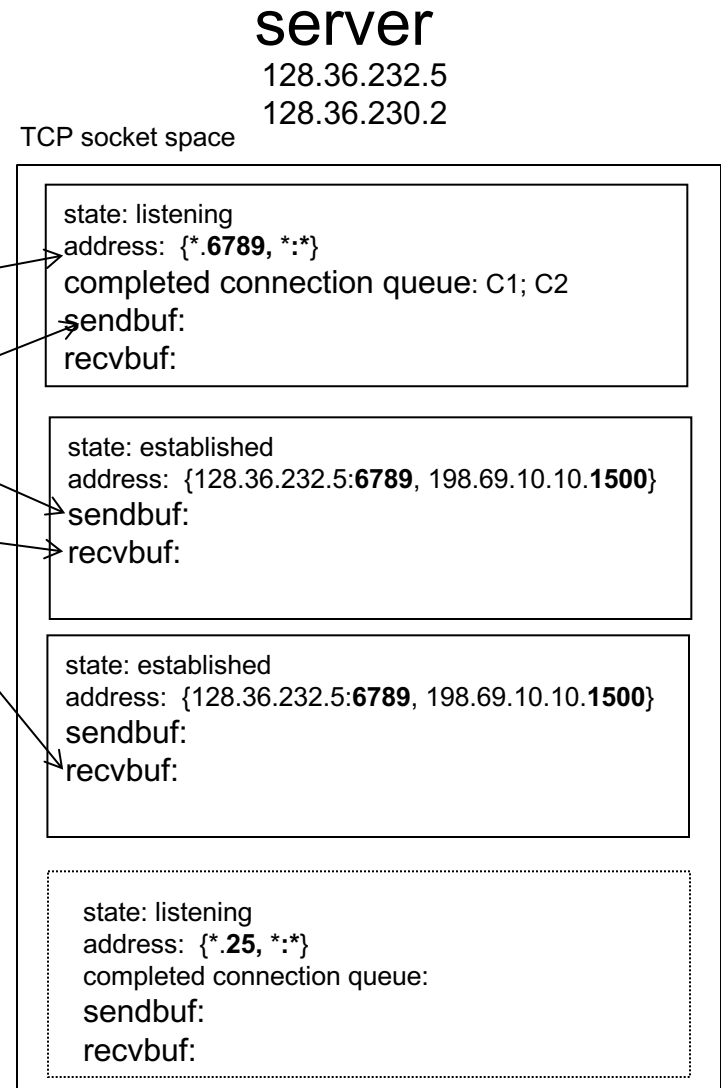 server
128.36.232.5
128.36.230.2
TCP socket space
state: listening
address: {*.6789, *:*}
completed connection queue: C1; C2
sendbuf:
recvbuf:
state: established
address: {128.36.232.5:6789, 198.69.10.10.1500}
sendbuf:
recvbuf:
state: established
address: {128.36.232.5:6789, 198.69.10.10.1500}
sendbuf:
recvbuf:
state: listening
address: {*.25, *:*}
completed connection queue:
sendbuf:
recvbuf: